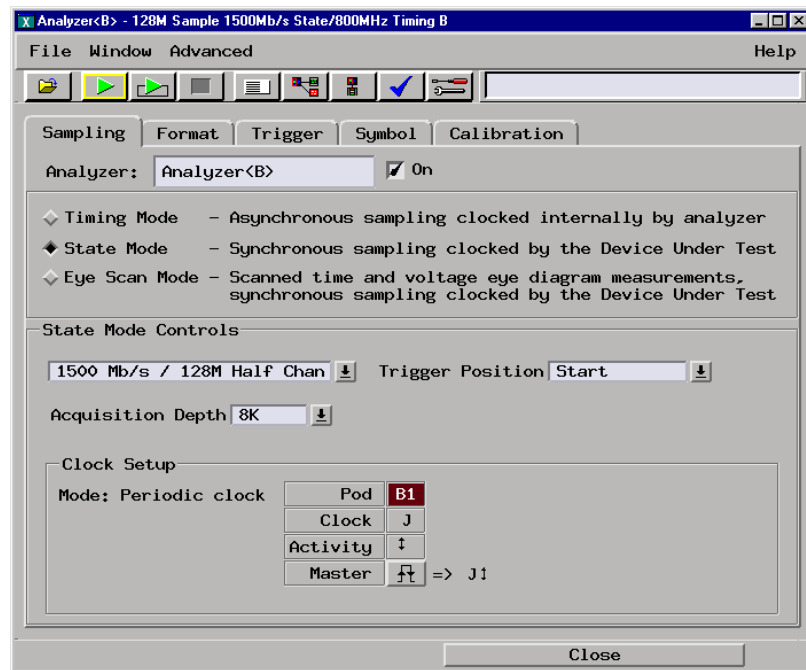 Analyzer<B> - 128M Sample 1500Mb/s State/800MHz Timing B
File Window Advanced Help
Sampling Format Trigger Symbol Calibration
Analyzer: Analyzer<B> On
Timing Mode - Asynchronous sampling clocked internally by analyzer
State Mode - Synchronous sampling clocked by the Device Under Test
Eye Scan Mode - Scanned time and voltage eye diagram measurements,
synchronous sampling clocked by the Device Under Test
State Mode Controls
1500 Mb/s / 128M Half Chan Trigger Position Start
Acquisition Depth 8K
Clock Setup
Mode: Periodic clock Pod B1
Clock J
Activity ↕
Master => J↕
Close